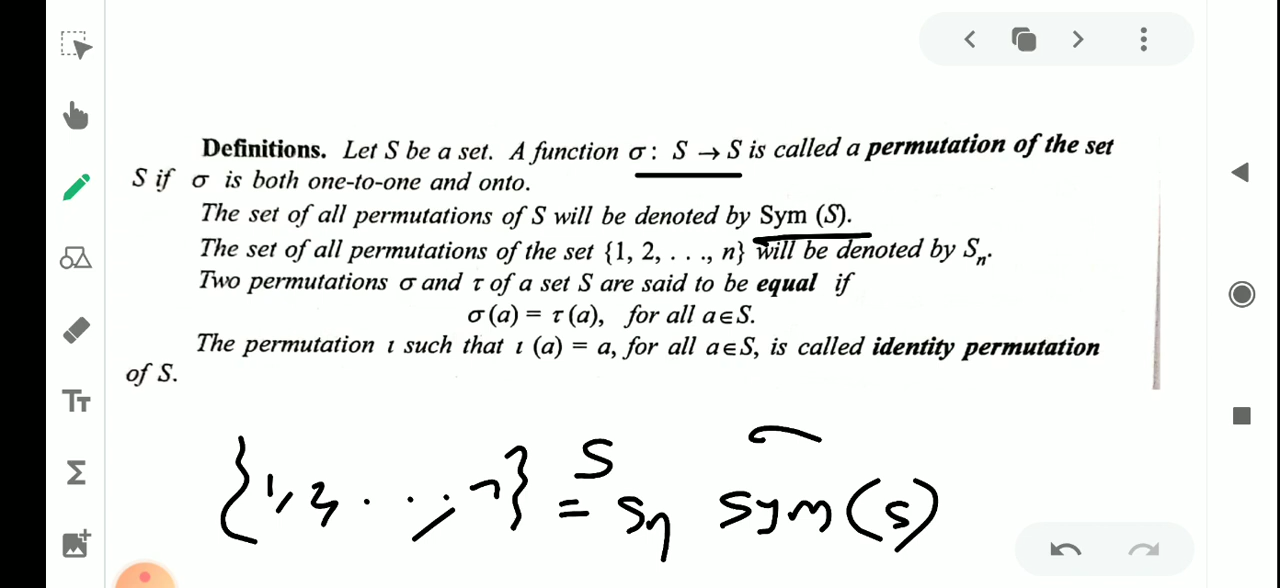 Definitions. Let S be a set. A function σ : S → S is called a permutation of the set
S if σ is both one-to-one and onto.
The set of all permutations of S will be denoted by Sym (S).
The set of all permutations of the set {1, 2, . . ., n} will be denoted by Sₙ.
Two permutations σ and τ of a set S are said to be equal if
σ (a) = τ (a), for all a∈S.
The permutation ι such that ι (a) = a, for all a∈S, is called identity permutation
of S.
S
{1, 2, . . ., n} = Sn Sym(S)
Tт
Σ